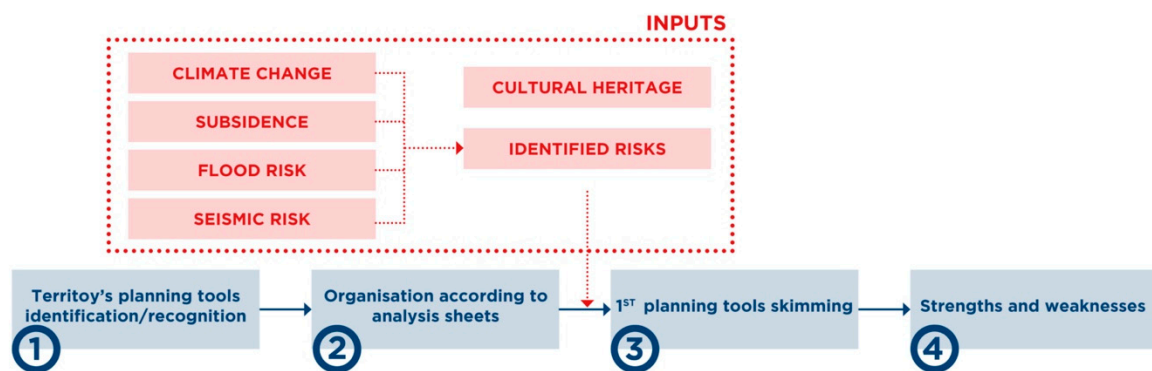 INPUTS
CLIMATE CHANGE
SUBSIDENCE
FLOOD RISK
SEISMIC RISK
CULTURAL HERITAGE
IDENTIFIED RISKS
Territoy's planning tools
identification/recognition
1
Organisation according to
analysis sheets
2
1ST planning tools skimming
3
Strengths and weaknesses
4